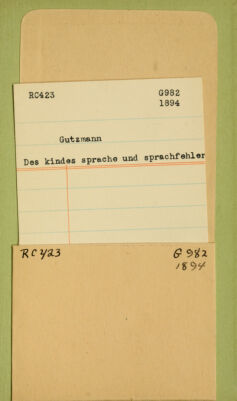 RC423 G982
1894
Gutzmann
Des kindes sprache und sprachfehler
RC423 G982
1894